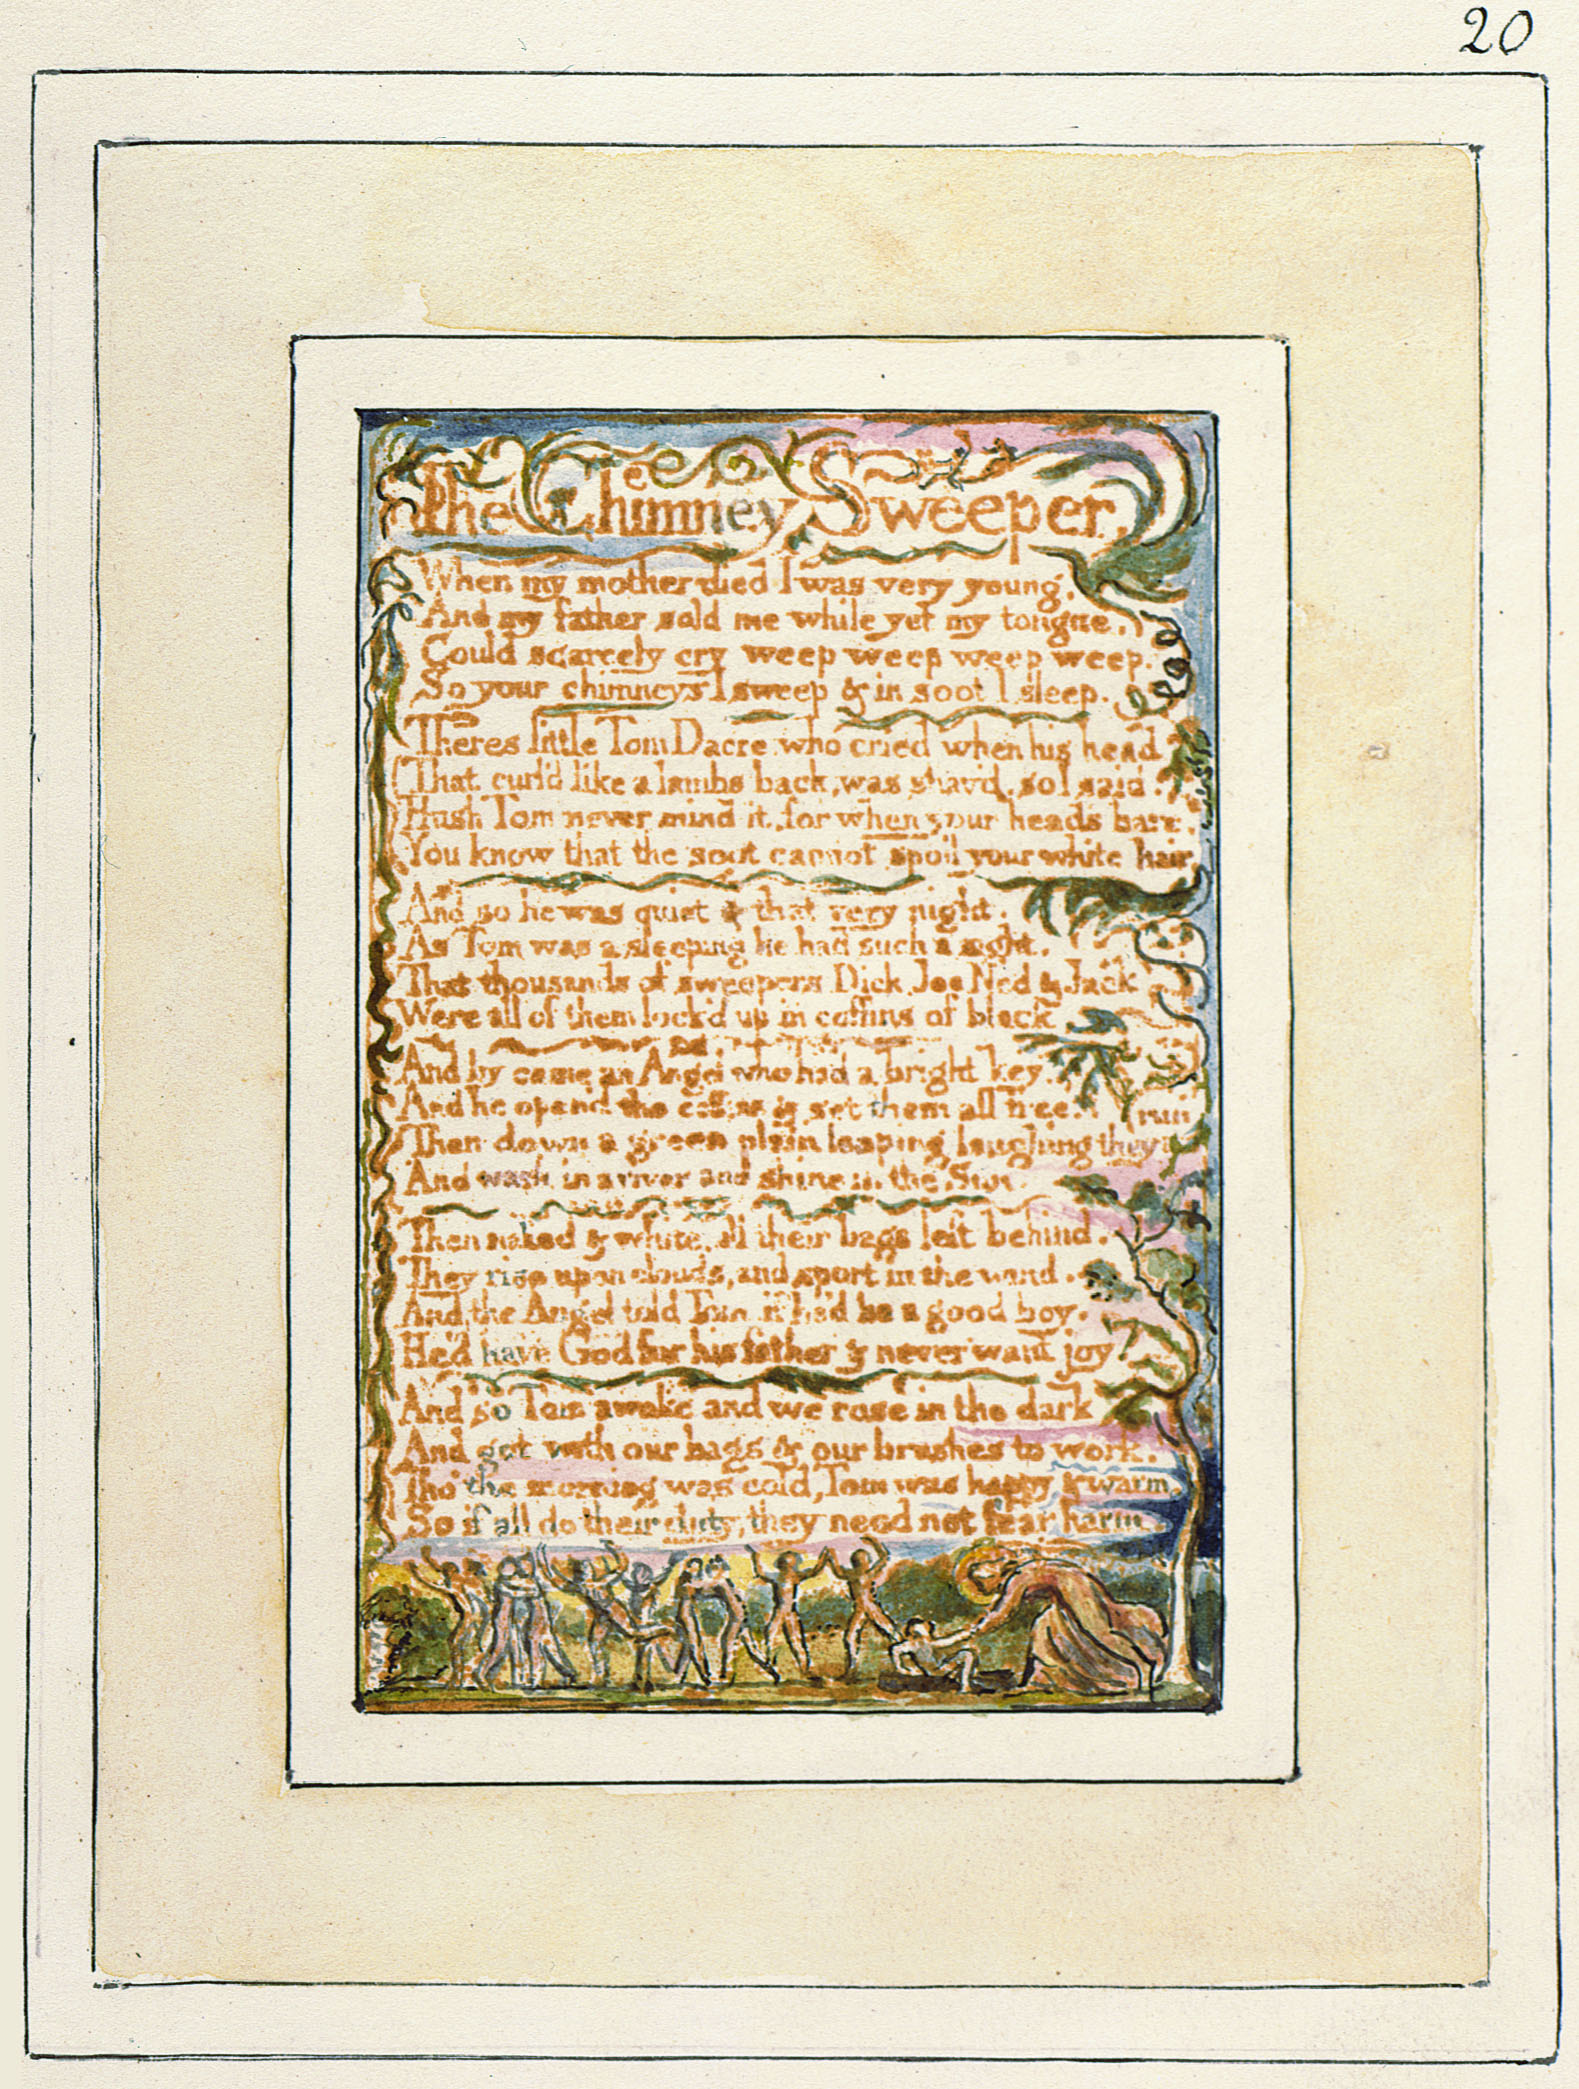 20
The Chimney Sweeper.
When my mother died I was very young,
And my father sold me while yet my tongue,
Could scarcely cry weep weep weep weep.
So your chimneys I sweep & in soot I sleep.
Theres little Tom Dacre who cried when his head
That curl'd like a lambs back, was shav'd, so I said.
Hush Tom never mind it, for when your heads bare,
You know that the soot cannot spoil your white hair
And so he was quiet & that very night.
As Tom was a sleeping he had such a sight.
That thousands of sweepers Dick, Joe Ned & Jack
Were all of them lock'd up in coffins of black
And by came an Angel who had a bright key.
And he open'd the coffins & set them all free.
(run
Then down a green plain leaping laughing they
And wash in a river and shine in the Sun.
Then naked & white, all their bags left behind.
They rise upon clouds, and sport in the wind.
And the Angel told Tom if he'd be a good boy.
He'd have God for his father & never want joy.
And so Tom awoke and we rose in the dark
And got with our bags & our brushes to work.
Tho' the morning was cold, Tom was happy & warm,
So if all do their duty, they need not fear harm.